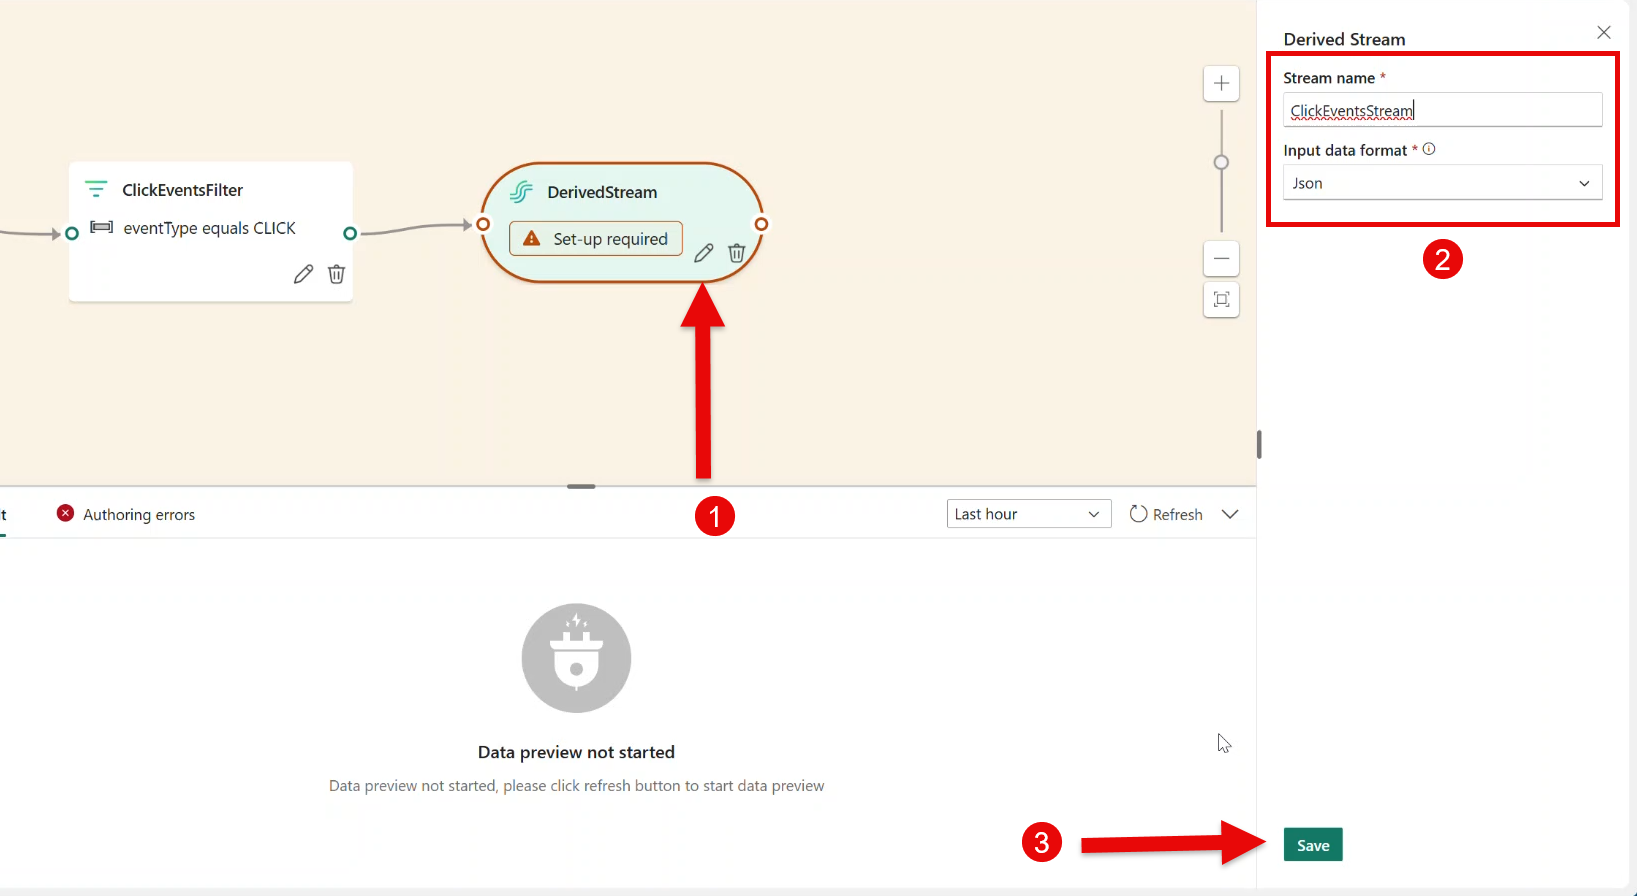 ClickEventsFilter
eventType equals CLICK
DerivedStream
Set-up required
1
t
Authoring errors
Last hour
Refresh
Data preview not started
Data preview not started, please click refresh button to start data preview
Derived Stream
Stream name *
ClickEventsStream
Input data format *
Json
2
3
Save